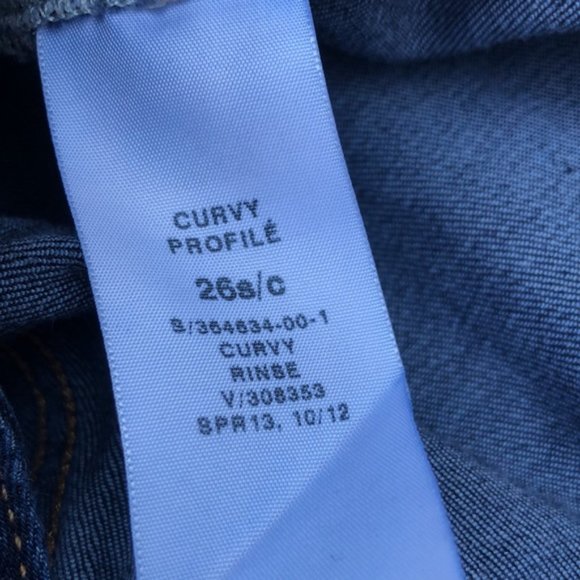 CURVY
PROFILÉ
26s/c
S/364634-00-1
CURVY
RINSE
V/308353
SPR13, 10/12